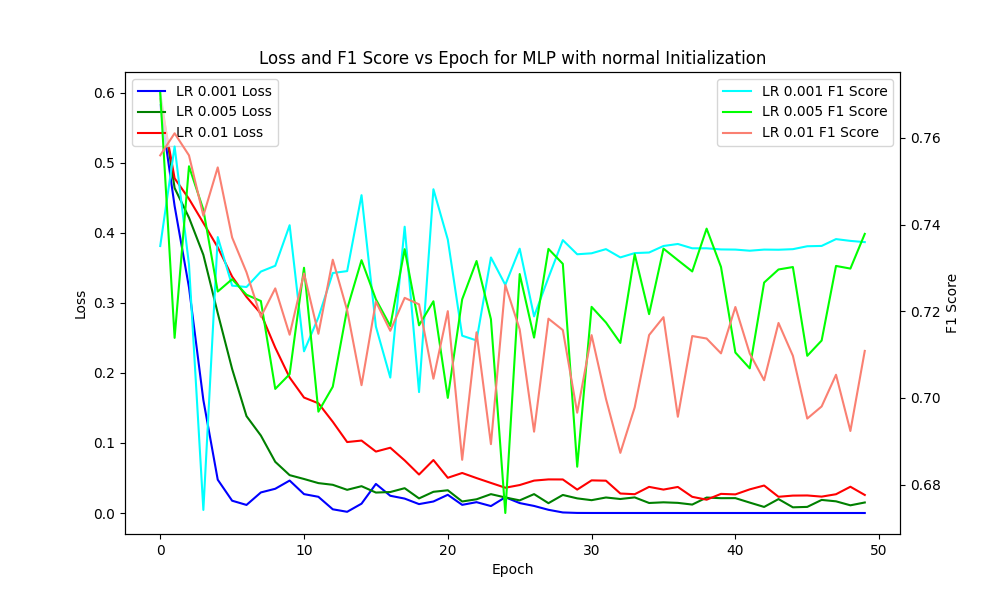 Loss and F1 Score vs Epoch for MLP with normal Initialization
LR 0.001 Loss
LR 0.005 Loss
LR 0.01 Loss
LR 0.001 F1 Score
LR 0.005 F1 Score
LR 0.01 F1 Score
0.6
0.5
0.4
0.3
0.2
0.1
0.0
Loss
0.76
0.74
0.72
0.70
0.68
F1 Score
0 10 20 30 40 50
Epoch